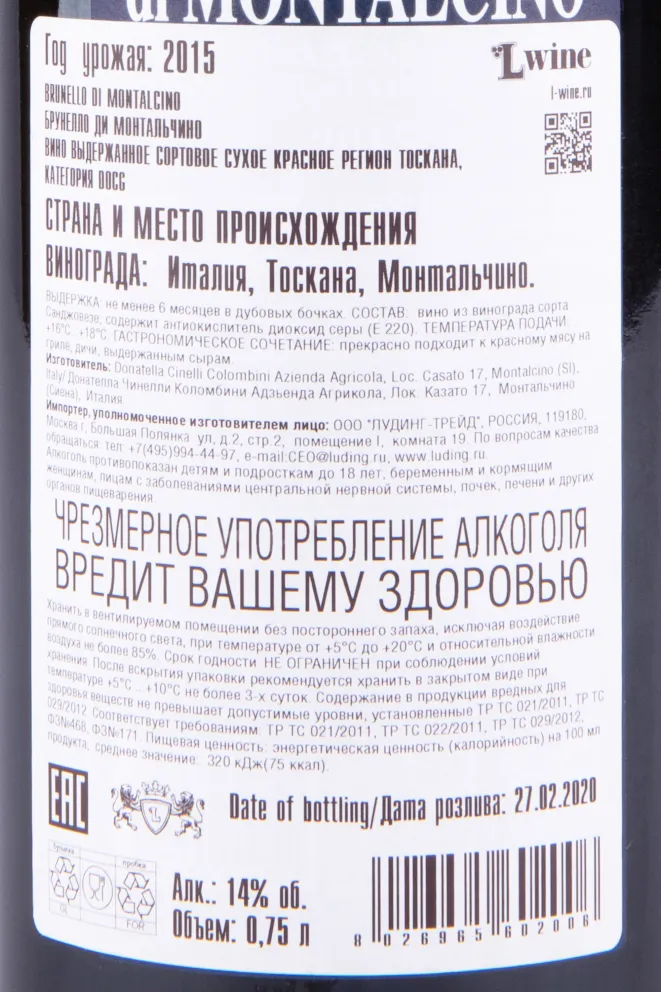 di MONTALCINO
Год урожая: 2015
Lwine
l-wine.ru
BRUNELLO DI MONTALCINO
БРУНЕЛЛО ДИ МОНТАЛЬЧИНО
ВИНО ВЫДЕРЖАННОЕ СОРТОВОЕ СУХОЕ КРАСНОЕ РЕГИОН ТОСКАНА,
КАТЕГОРИЯ DOCG
СТРАНА И МЕСТО ПРОИСХОЖДЕНИЯ
ВИНОГРАДА: Италия, Тоскана, Монтальчино.
ВЫДЕРЖКА: не менее 6 месяцев в дубовых бочках. СОСТАВ: вино из винограда сорта
Санджовезе, содержит антиокислитель диоксид серы (Е 220). ТЕМПЕРАТУРА ПОДАЧИ:
+16°C...+18°C. ГАСТРОНОМИЧЕСКОЕ СОЧЕТАНИЕ: прекрасно подходит к красному мясу на
гриле, дичи, выдержанным сырам.
Изготовитель: Donatella Cinelli Colombini Azienda Agricola, Loc. Casato 17, Montalcino (SI),
Italy/ Донателла Чинелли Коломбини Адзьенда Агрикола, Лок. Казато 17, Монтальчино
(Сиена), Италия.
Импортер, уполномоченное изготовителем лицо: ООО "ЛУДИНГ-ТРЕЙД", РОССИЯ, 119180,
Москва г, Большая Полянка ул, д.2, стр.2, помещение I, комната 19. По вопросам качества
обращаться: тел: +7(495)994-44-97, e-mail:CEO@luding.ru, www.luding.ru.
Алкоголь противопоказан детям и подросткам до 18 лет, беременным и кормящим
женщинам, лицам с заболеваниями центральной нервной системы, почек, печени и других
органов пищеварения.
ЧРЕЗМЕРНОЕ УПОТРЕБЛЕНИЕ АЛКОГОЛЯ
ВРЕДИТ ВАШЕМУ ЗДОРОВЬЮ
Хранить в вентилируемом помещении без постороннего запаха, исключая воздействие
прямого солнечного света, при температуре от +5°C до +20°C и относительной влажности
воздуха не более 85%. Срок годности НЕ ОГРАНИЧЕН при соблюдении условий
хранения. После вскрытия упаковки рекомендуется хранить в закрытом виде при
температуре +5°C ... +10°C не более 3-х суток. Содержание в продукции вредных для
здоровья веществ не превышает допустимые уровни, установленные ТР ТС 021/2011, ТР ТС
029/2012. Соответствует требованиям: ТР ТС 021/2011, ТР ТС 022/2011, ТР ТС 029/2012,
ФЗ№468, ФЗ№171. Пищевая ценность: энергетическая ценность (калорийность) на 100 мл
продукта, среднее значение: 320 кДж(75 ккал).
EAC
Date of bottling/Дата розлива: 27.02.2020
бутылка
пробка
GL
FOR
Алк.: 14% об.
Объем: 0,75 л
8 026965 602006